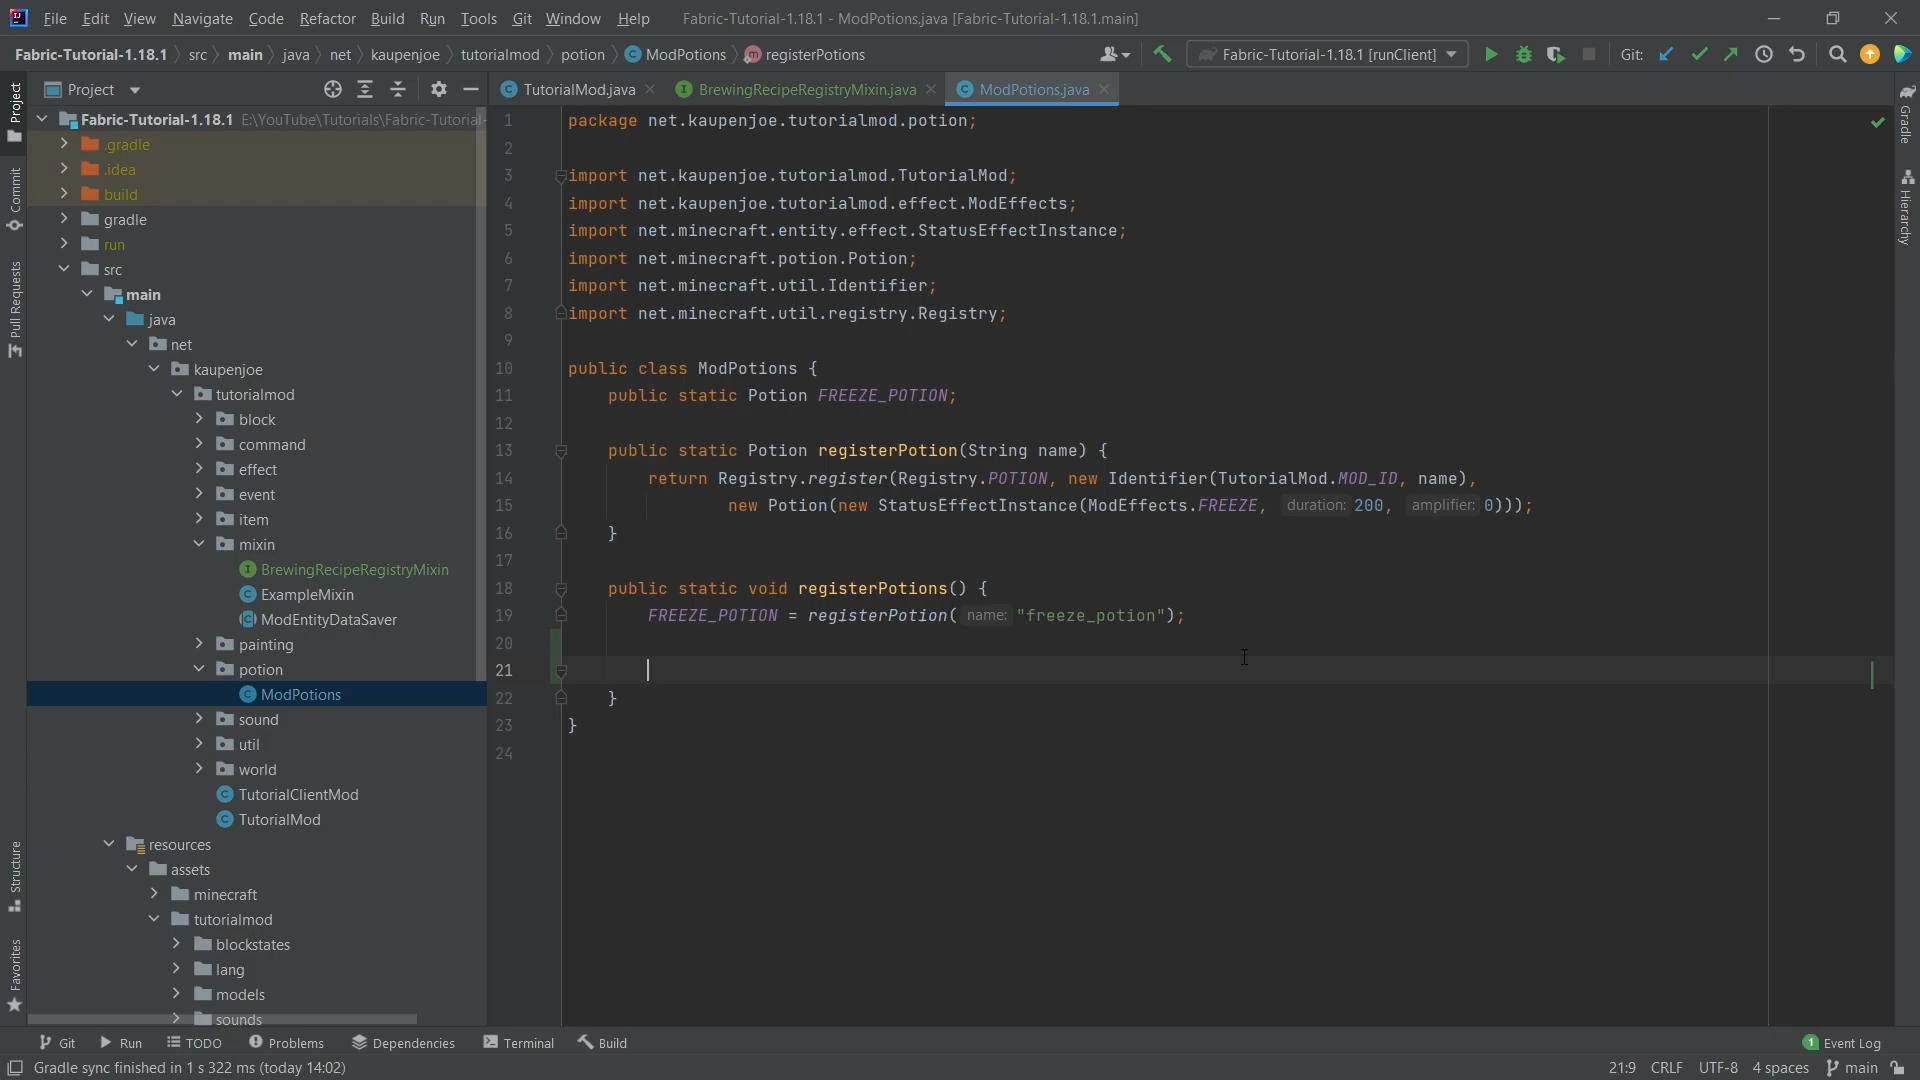 File Edit View Navigate Code Refactor Build Run Tools Git Window Help Fabric-Tutorial-1.18.1 - ModPotions.java [Fabric-Tutorial-1.18.1.main]
Fabric-Tutorial-1.18.1 src main java net kaupenjoe tutorialmod potion ModPotions registerPotions Fabric-Tutorial-1.18.1 [runClient] Git:
Project
TutorialMod.java BrewingRecipeRegistryMixin.java ModPotions.java
Project
Commit
Pull Requests
Structure
Favorites
Fabric-Tutorial-1.18.1 E:\YouTube\Tutorials\Fabric-Tutorial-
.gradle
.idea
build
gradle
run
src
main
java
net
kaupenjoe
tutorialmod
block
command
effect
event
item
mixin
BrewingRecipeRegistryMixin
ExampleMixin
ModEntityDataSaver
painting
potion
ModPotions
sound
util
world
TutorialClientMod
TutorialMod
resources
assets
minecraft
tutorialmod
blockstates
lang
models
sounds
1 package net.kaupenjoe.tutorialmod.potion;
2
3 import net.kaupenjoe.tutorialmod.TutorialMod;
4 import net.kaupenjoe.tutorialmod.effect.ModEffects;
5 import net.minecraft.entity.effect.StatusEffectInstance;
6 import net.minecraft.potion.Potion;
7 import net.minecraft.util.Identifier;
8 import net.minecraft.util.registry.Registry;
9
10 public class ModPotions {
11 public static Potion FREEZE_POTION;
12
13 public static Potion registerPotion(String name) {
14 return Registry.register(Registry.POTION, new Identifier(TutorialMod.MOD_ID, name),
15 new Potion(new StatusEffectInstance(ModEffects.FREEZE, duration: 200, amplifier: 0)));
16 }
17
18 public static void registerPotions() {
19 FREEZE_POTION = registerPotion( name: "freeze_potion");
20
21
22 }
23 }
24
Gradle
Hierarchy
Git Run TODO Problems Dependencies Terminal Build 1 Event Log
Gradle sync finished in 1 s 322 ms (today 14:02) 21:9 CRLF UTF-8 4 spaces main